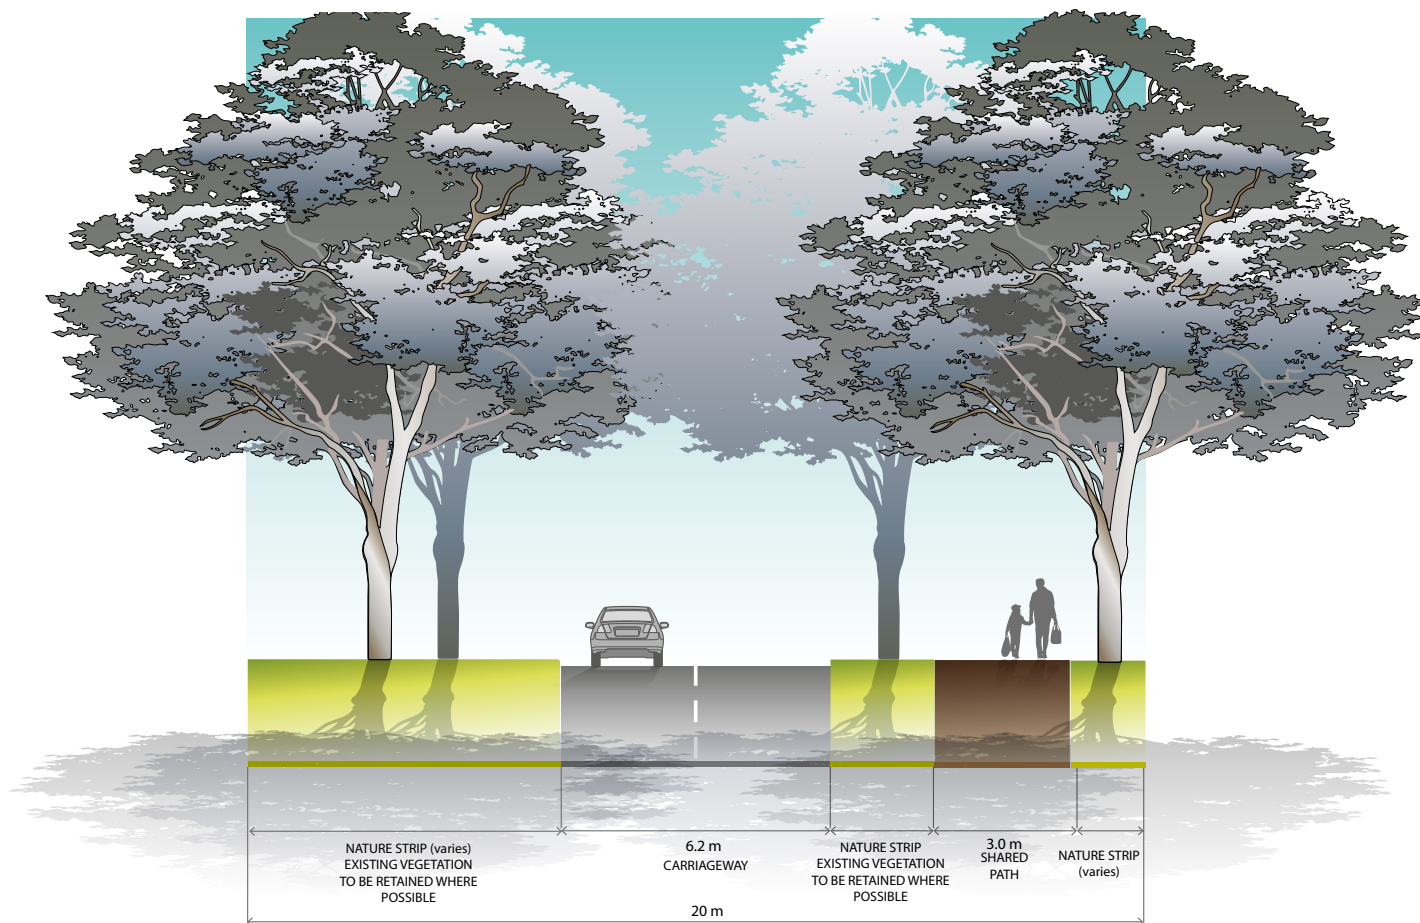 NATURE STRIP (varies)
EXISTING VEGETATION
TO BE RETAINED WHERE
POSSIBLE
6.2 m
CARRIAGEWAY
NATURE STRIP
EXISTING VEGETATION
TO BE RETAINED WHERE
POSSIBLE
3.0 m
SHARED
PATH
NATURE STRIP
(varies)
20 m